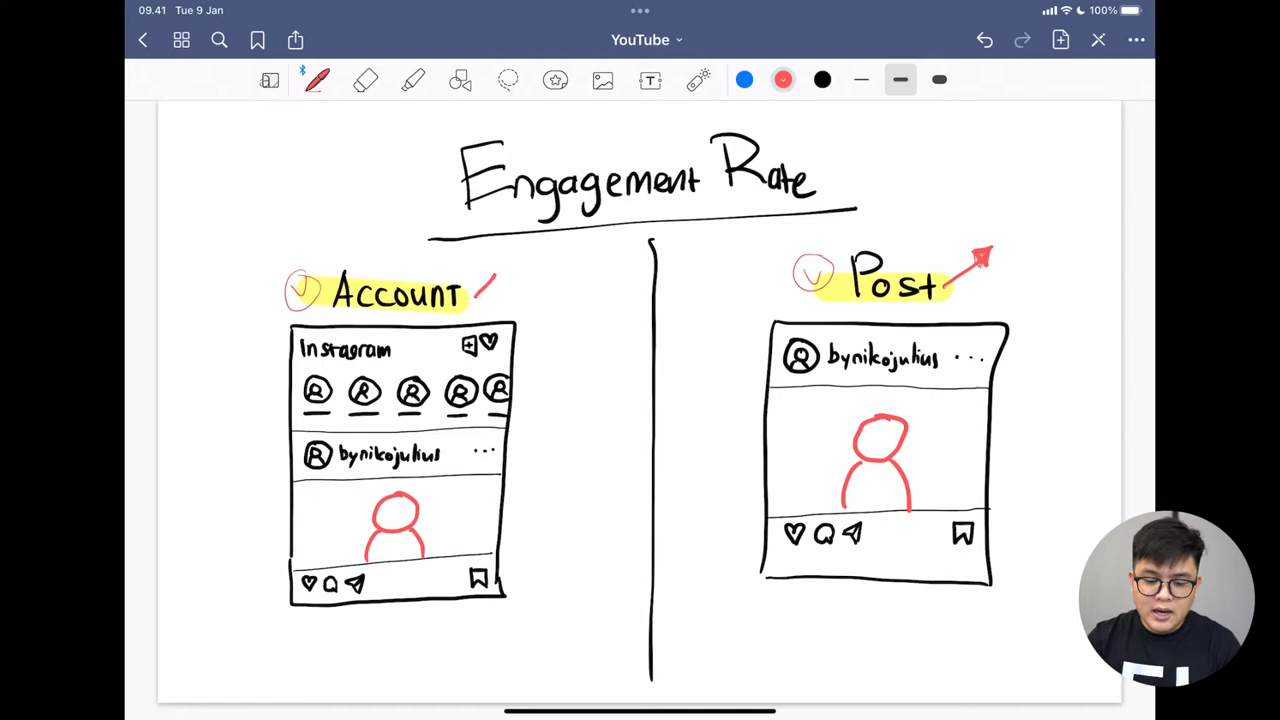 09.41 Tue 9 Jan
100%
YouTube
Engagement Rate
Account
Instagram
bynikojulius
Post
bynikojulius